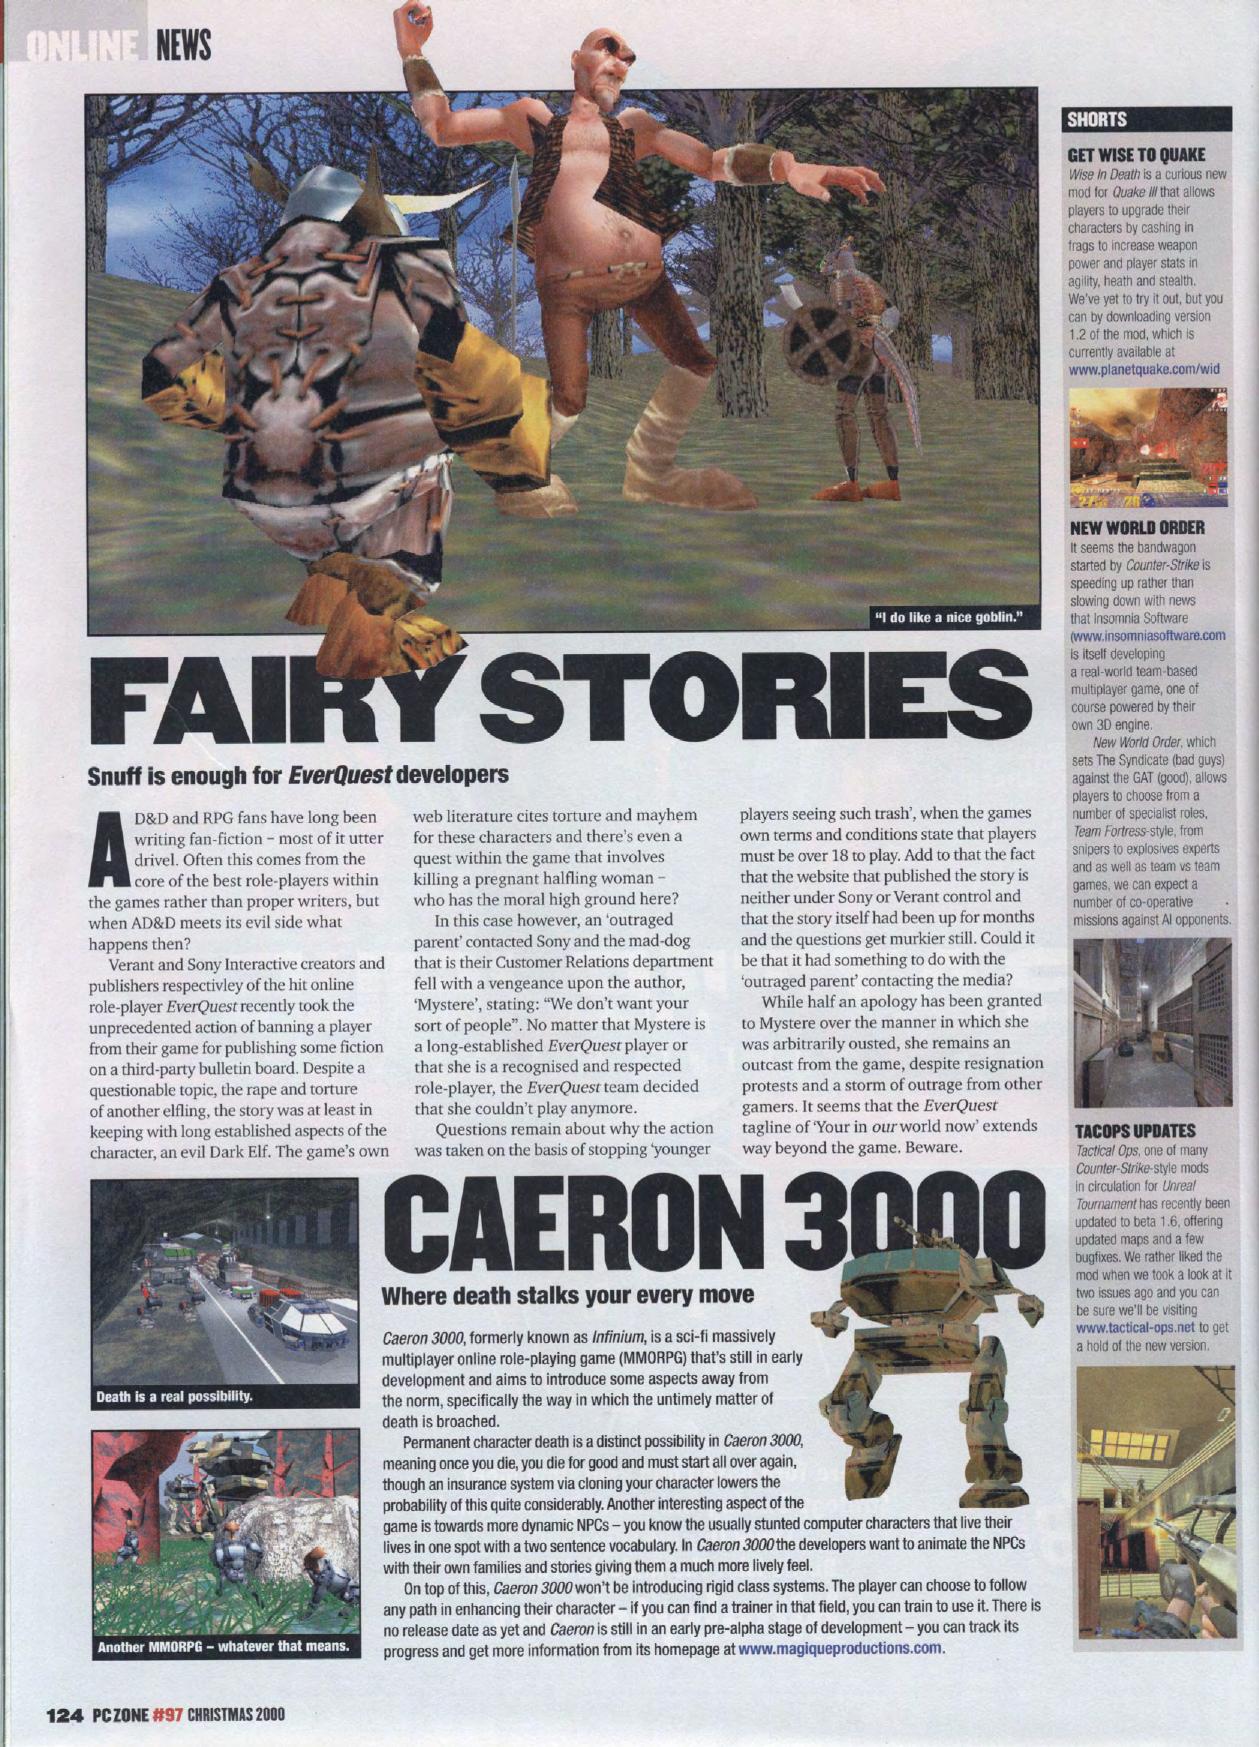 ONLINE NEWS
"I do like a nice goblin."
FAIRY STORIES
Snuff is enough for EverQuest developers
AD&D and RPG fans have long been
writing fan-fiction – most of it utter
drivel. Often this comes from the
core of the best role-players within
the games rather than proper writers, but
when AD&D meets its evil side what
happens then?
Verant and Sony Interactive creators and
publishers respectivley of the hit online
role-player EverQuest recently took the
unprecedented action of banning a player
from their game for publishing some fiction
on a third-party bulletin board. Despite a
questionable topic, the rape and torture
of another elfling, the story was at least in
keeping with long established aspects of the
character, an evil Dark Elf. The game's own
web literature cites torture and mayhem
for these characters and there's even a
quest within the game that involves
killing a pregnant halfling woman –
who has the moral high ground here?
In this case however, an 'outraged
parent' contacted Sony and the mad-dog
that is their Customer Relations department
fell with a vengeance upon the author,
'Mystere', stating: "We don't want your
sort of people". No matter that Mystere is
a long-established EverQuest player or
that she is a recognised and respected
role-player, the EverQuest team decided
that she couldn't play anymore.
Questions remain about why the action
was taken on the basis of stopping 'younger
players seeing such trash', when the games
own terms and conditions state that players
must be over 18 to play. Add to that the fact
that the website that published the story is
neither under Sony or Verant control and
that the story itself had been up for months
and the questions get murkier still. Could it
be that it had something to do with the
'outraged parent' contacting the media?
While half an apology has been granted
to Mystere over the manner in which she
was arbitrarily ousted, she remains an
outcast from the game, despite resignation
protests and a storm of outrage from other
gamers. It seems that the EverQuest
tagline of 'Your in our world now' extends
way beyond the game. Beware.
Death is a real possibility.
Another MMORPG – whatever that means.
CAERON 3000
Where death stalks your every move
Caeron 3000, formerly known as Infinium, is a sci-fi massively
multiplayer online role-playing game (MMORPG) that's still in early
development and aims to introduce some aspects away from
the norm, specifically the way in which the untimely matter of
death is broached.
Permanent character death is a distinct possibility in Caeron 3000,
meaning once you die, you die for good and must start all over again,
though an insurance system via cloning your character lowers the
probability of this quite considerably. Another interesting aspect of the
game is towards more dynamic NPCs – you know the usually stunted computer characters that live their
lives in one spot with a two sentence vocabulary. In Caeron 3000 the developers want to animate the NPCs
with their own families and stories giving them a much more lively feel.
On top of this, Caeron 3000 won't be introducing rigid class systems. The player can choose to follow
any path in enhancing their character – if you can find a trainer in that field, you can train to use it. There is
no release date as yet and Caeron is still in an early pre-alpha stage of development – you can track its
progress and get more information from its homepage at www.magiqueproductions.com.
SHORTS
GET WISE TO QUAKE
Wise In Death is a curious new
mod for Quake III that allows
players to upgrade their
characters by cashing in
frags to increase weapon
power and player stats in
agility, heath and stealth.
We've yet to try it out, but you
can by downloading version
1.2 of the mod, which is
currently available at
www.planetquake.com/wid
NEW WORLD ORDER
It seems the bandwagon
started by Counter-Strike is
speeding up rather than
slowing down with news
that Insomnia Software
(www.insomniasoftware.com
is itself developing
a real-world team-based
multiplayer game, one of
course powered by their
own 3D engine.
New World Order, which
sets The Syndicate (bad guys)
against the GAT (good), allows
players to choose from a
number of specialist roles,
Team Fortress-style, from
snipers to explosives experts
and as well as team vs team
games, we can expect a
number of co-operative
missions against AI opponents.
TACOPS UPDATES
Tactical Ops, one of many
Counter-Strike-style mods
in circulation for Unreal
Tournament has recently been
updated to beta 1.6, offering
updated maps and a few
bugfixes. We rather liked the
mod when we took a look at it
two issues ago and you can
be sure we'll be visiting
www.tactical-ops.net to get
a hold of the new version.
124 PCZONE #97 CHRISTMAS 2000